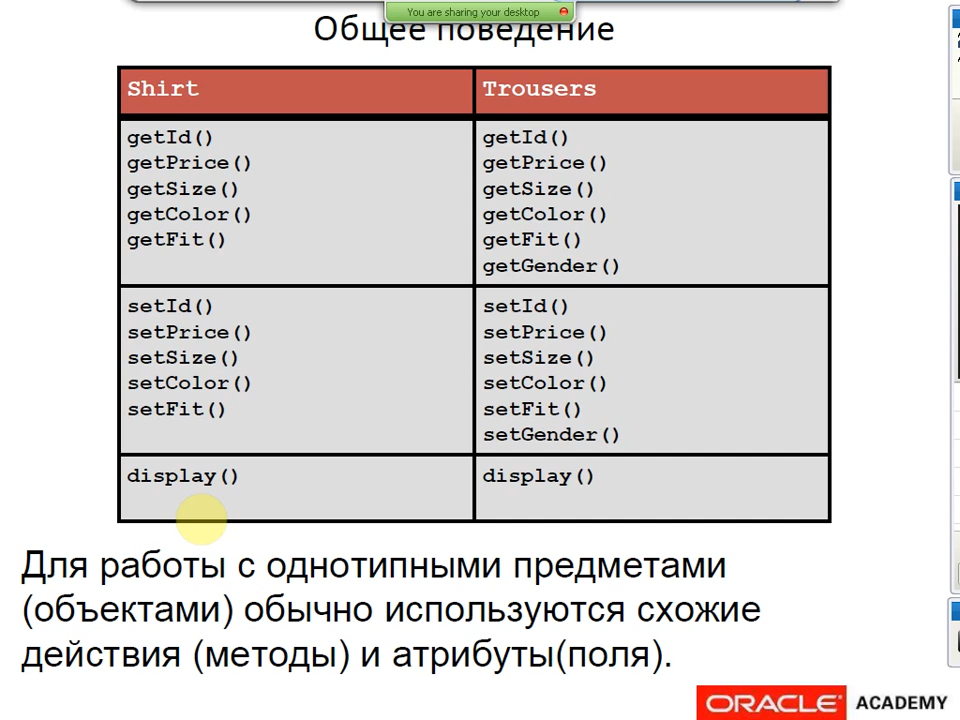 You are sharing your desktop
Общее поведение
Shirt
Trousers
getId()
getPrice()
getSize()
getColor()
getFit()
getId()
getPrice()
getSize()
getColor()
getFit()
getGender()
setId()
setPrice()
setSize()
setColor()
setFit()
setId()
setPrice()
setSize()
setColor()
setFit()
setGender()
display()
display()
Для работы с однотипными предметами
(объектами) обычно используются схожие
действия (методы) и атрибуты(поля).
ORACLE® ACADEMY